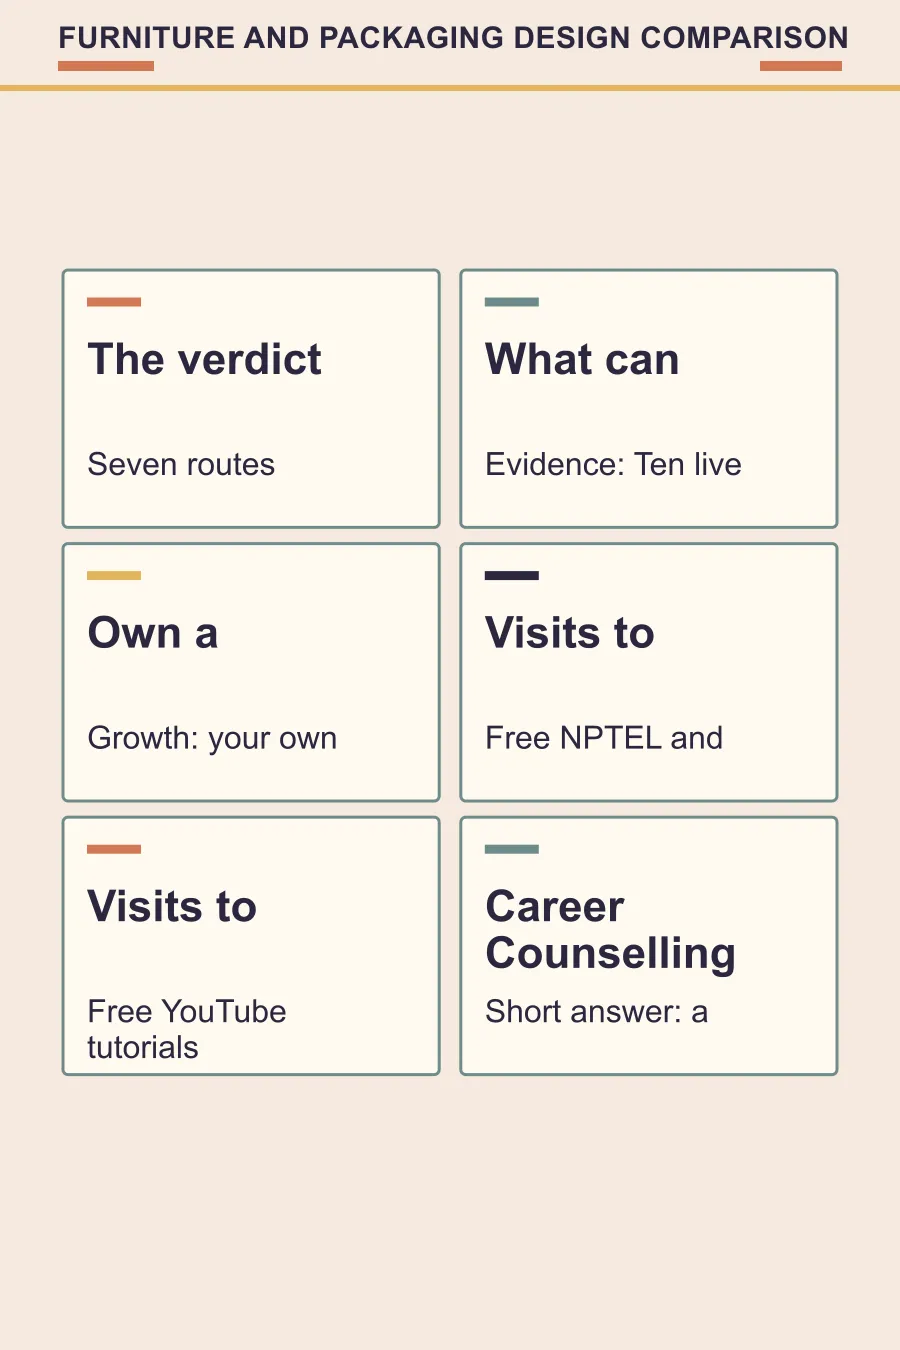 FURNITURE AND PACKAGING DESIGN COMPARISON
The verdict
Seven routes
What can
Evidence: Ten live
Own a
Growth: your own
Visits to
Free NPTEL and
Visits to
Free YouTube
tutorials
Career
Counselling
Short answer: a